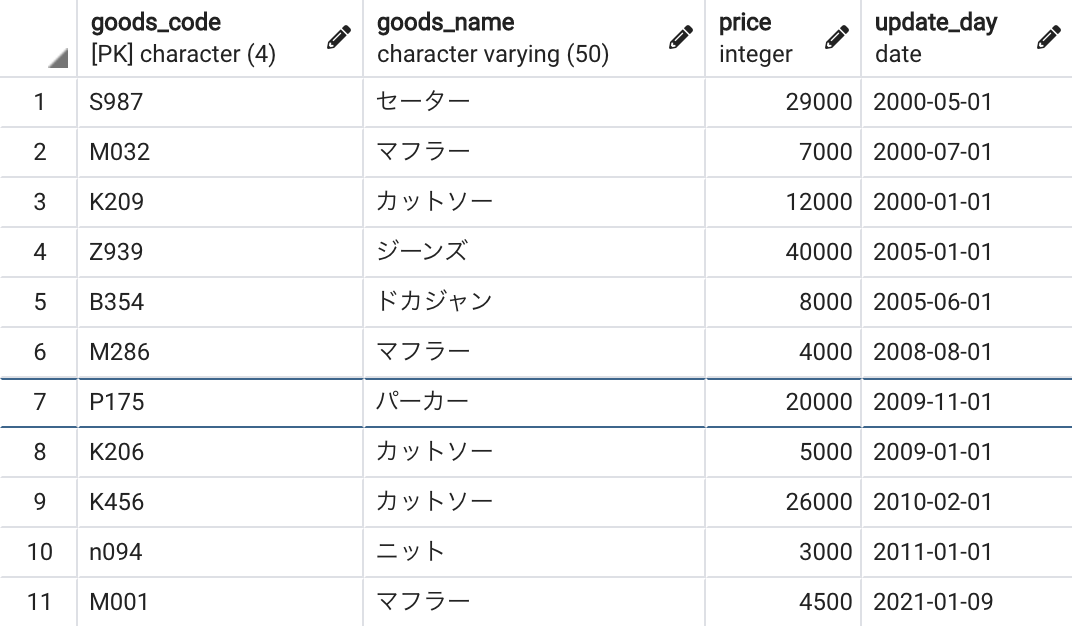 goods_code goods_name price update_day
[PK] character (4) character varying (50) integer date
1 S987 セーター 29000 2000-05-01
2 M032 マフラー 7000 2000-07-01
3 K209 カットソー 12000 2000-01-01
4 Z939 ジーンズ 40000 2005-01-01
5 B354 ドカジャン 8000 2005-06-01
6 M286 マフラー 4000 2008-08-01
7 P175 パーカー 20000 2009-11-01
8 K206 カットソー 5000 2009-01-01
9 K456 カットソー 26000 2010-02-01
10 n094 ニット 3000 2011-01-01
11 M001 マフラー 4500 2021-01-09